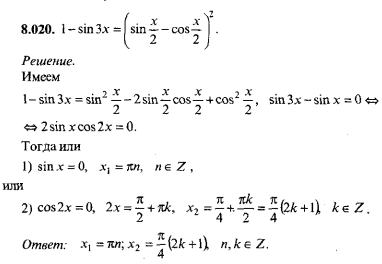 8.020. 1 − sin 3x = (sin x/2 − cos x/2)².
Решение.
Имеем
1 − sin 3x = sin² x/2 − 2 sin x/2 cos x/2 + cos² x/2, sin 3x − sin x = 0 ⇔
⇔ 2 sin x cos 2x = 0.
Тогда или
1) sin x = 0, x₁ = πn, n ∈ Z,
или
2) cos 2x = 0, 2x = π/2 + πk, x₂ = π/4 + πk/2 = π/4 (2k + 1), k ∈ Z.
Ответ: x₁ = πn; x₂ = π/4 (2k + 1), n, k ∈ Z.